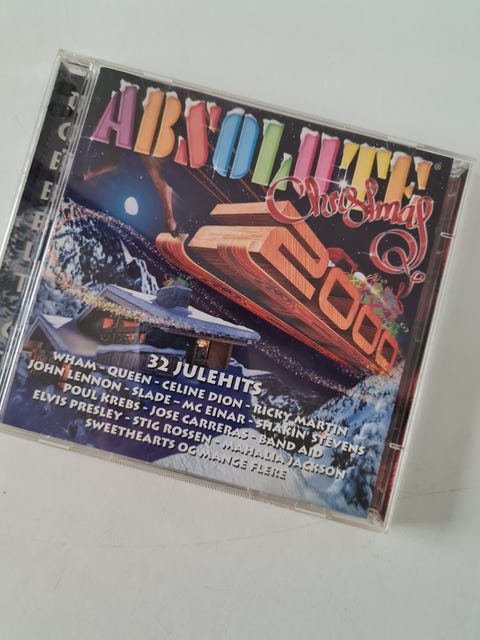 ABSOLUTE®
Christmas
2000
32 JULEHITS
WHAM - QUEEN - CELINE DION - RICKY MARTIN
JOHN LENNON - SLADE - MC EINAR - SHAKIN' STEVENS
POUL KREBS - JOSE CARRERAS - BAND AID
ELVIS PRESLEY - STIG ROSSEN - MAHALIA JACKSON
SWEETHEARTS OG MANGE FLERE